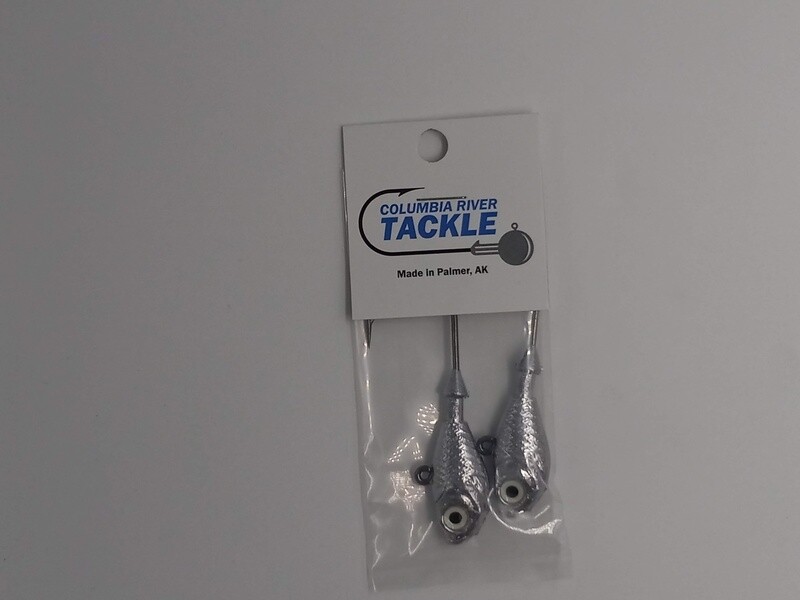 COLUMBIA RIVER
TACKLE
Made in Palmer, AK